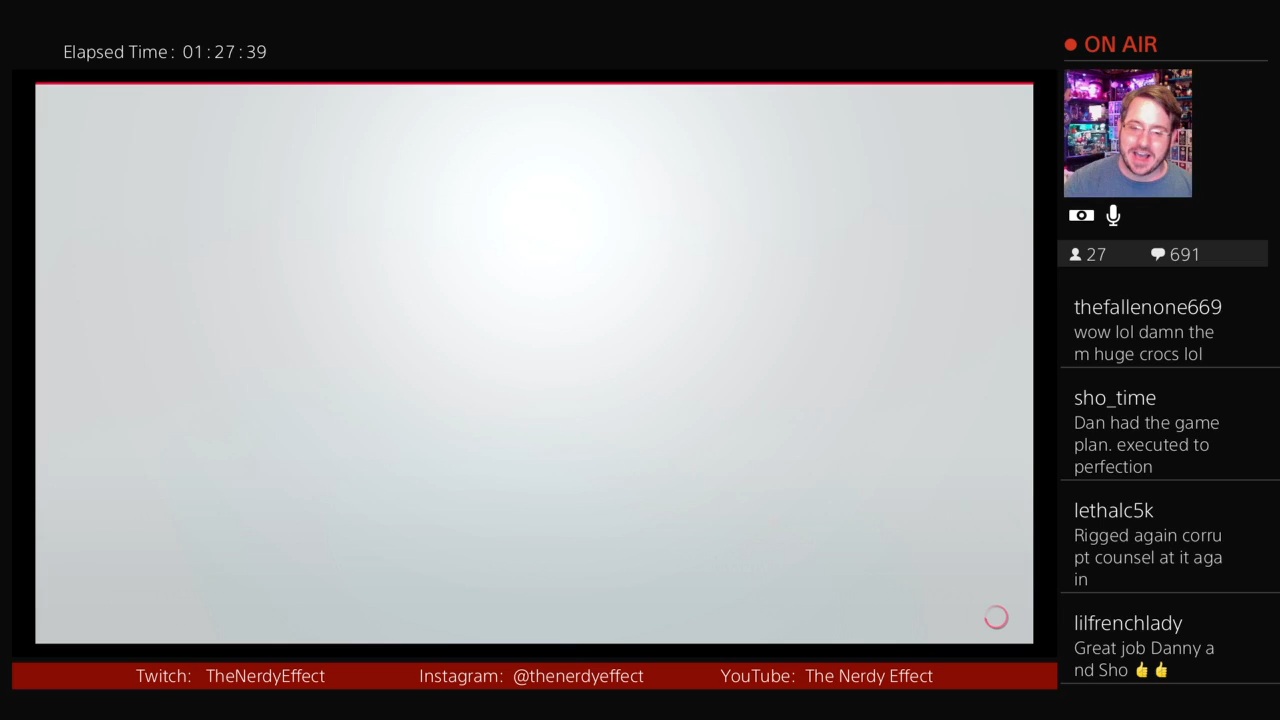 Elapsed Time: 01:27:39
ON AIR
27 691
thefallenone669
wow lol damn the
m huge crocs lol
sho_time
Dan had the game
plan. executed to
perfection
lethalc5k
Rigged again corru
pt counsel at it aga
in
lilfrenchlady
Great job Danny a
nd Sho 👍👍
Twitch: TheNerdyEffect Instagram: @thenerdyeffect YouTube: The Nerdy Effect